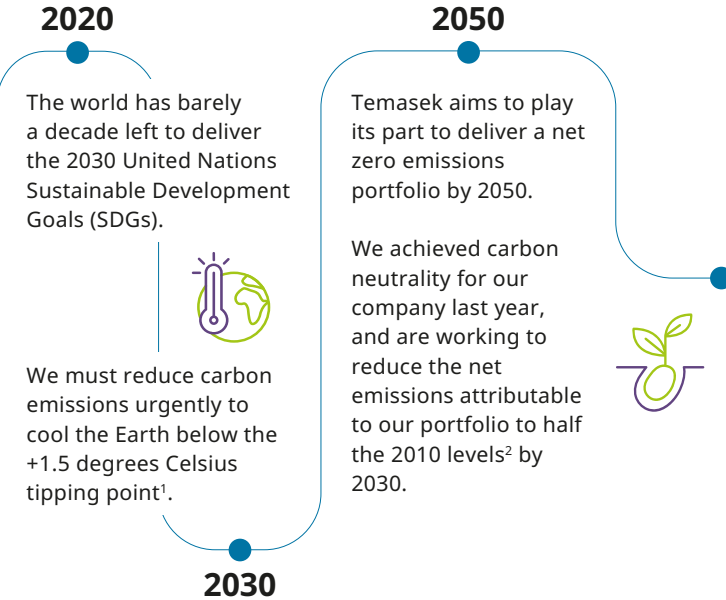 2020
The world has barely
a decade left to deliver
the 2030 United Nations
Sustainable Development
Goals (SDGs).
We must reduce carbon
emissions urgently to
cool the Earth below the
+1.5 degrees Celsius
tipping point¹.
2030
2050
Temasek aims to play
its part to deliver a net
zero emissions
portfolio by 2050.
We achieved carbon
neutrality for our
company last year,
and are working to
reduce the net
emissions attributable
to our portfolio to half
the 2010 levels² by
2030.